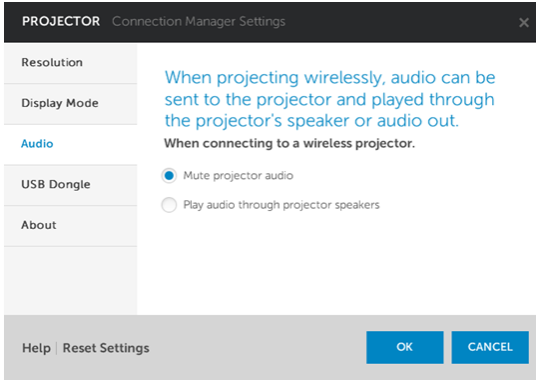 PROJECTOR Connection Manager Settings
Resolution
Display Mode
Audio
USB Dongle
About
When projecting wirelessly, audio can be
sent to the projector and played through
the projector's speaker or audio out.
When connecting to a wireless projector.
Mute projector audio
Play audio through projector speakers
Help | Reset Settings
OK
CANCEL